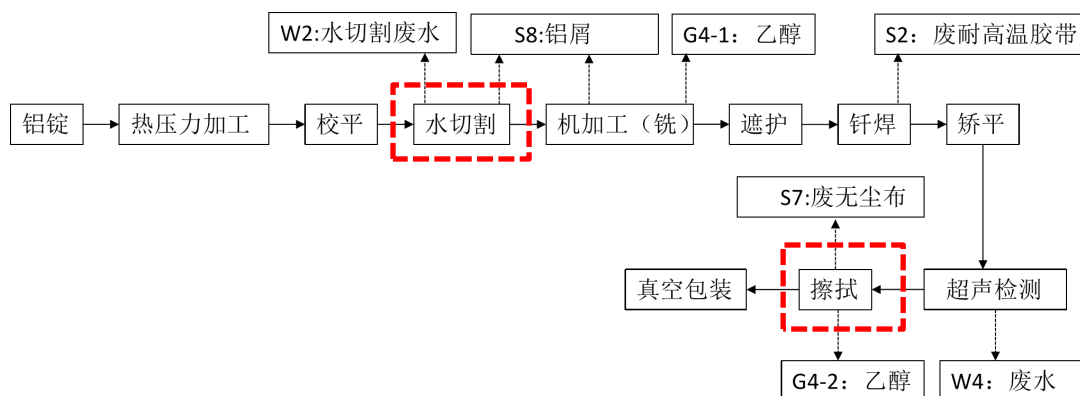 W2:水切割废水
S8:铝屑
G4-1：乙醇
S2：废耐高温胶带
铝锭
热压力加工
校平
水切割
机加工（铣）
遮护
钎焊
矫平
S7:废无尘布
真空包装
擦拭
超声检测
G4-2：乙醇
W4：废水